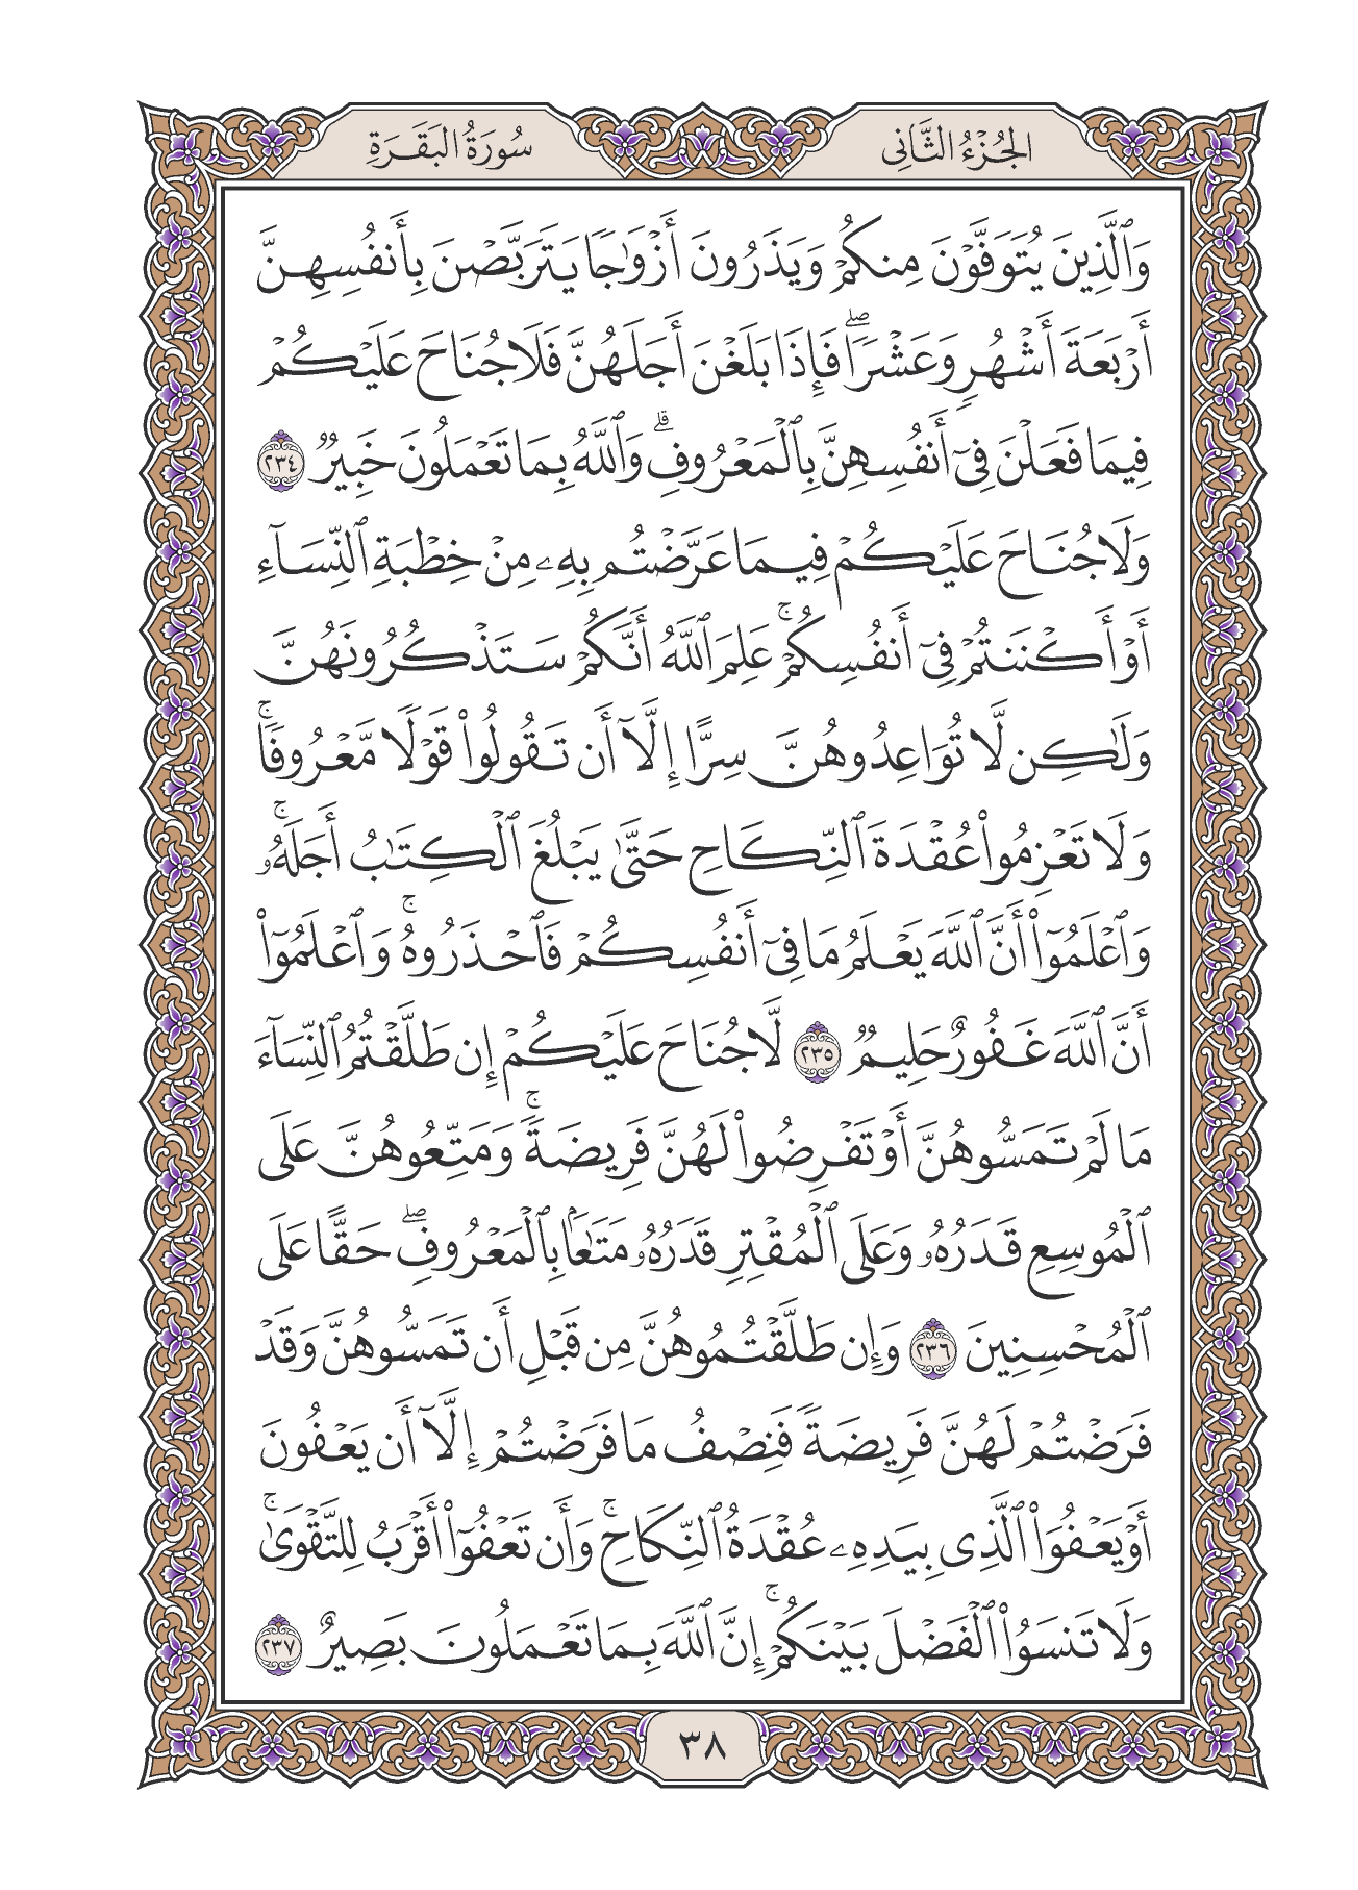 الجُزْءُ الثَّانِى
سُورَةُ البَقَرَةِ
وَٱلَّذِينَ يُتَوَفَّوْنَ مِنكُمْ وَيَذَرُونَ أَزْوَٰجًا يَتَرَبَّصْنَ بِأَنفُسِهِنَّ
أَرْبَعَةَ أَشْهُرٍ وَعَشْرًا ۖ فَإِذَا بَلَغْنَ أَجَلَهُنَّ فَلَا جُنَاحَ عَلَيْكُمْ
فِيمَا فَعَلْنَ فِىٓ أَنفُسِهِنَّ بِٱلْمَعْرُوفِ ۗ وَٱللَّهُ بِمَا تَعْمَلُونَ خَبِيرٌ ٢٣٤
وَلَا جُنَاحَ عَلَيْكُمْ فِيمَا عَرَّضْتُم بِهِۦ مِنْ خِطْبَةِ ٱلنِّسَآءِ
أَوْ أَكْنَنتُمْ فِىٓ أَنفُسِكُمْ ۚ عَلِمَ ٱللَّهُ أَنَّكُمْ سَتَذْكُرُونَهُنَّ
وَلَٰكِن لَّا تُوَاعِدُوهُنَّ سِرًّا إِلَّآ أَن تَقُولُوا۟ قَوْلًا مَّعْرُوفًا ۚ
وَلَا تَعْزِمُوا۟ عُقْدَةَ ٱلنِّكَاحِ حَتَّىٰ يَبْلُغَ ٱلْكِتَٰبُ أَجَلَهُۥ ۚ
وَٱعْلَمُوٓا۟ أَنَّ ٱللَّهَ يَعْلَمُ مَا فِىٓ أَنفُسِكُمْ فَٱحْذَرُوهُ ۚ وَٱعْلَمُوٓا۟
أَنَّ ٱللَّهَ غَفُورٌ حَلِيمٌ ٢٣٥ لَّا جُنَاحَ عَلَيْكُمْ إِن طَلَّقْتُمُ ٱلنِّسَآءَ
مَا لَمْ تَمَسُّوهُنَّ أَوْ تَفْرِضُوا۟ لَهُنَّ فَرِيضَةً ۚ وَمَتِّعُوهُنَّ عَلَى
ٱلْمُوسِعِ قَدَرُهُۥ وَعَلَى ٱلْمُقْتِرِ قَدَرُهُۥ مَتَٰعًۢا بِٱلْمَعْرُوفِ ۖ حَقًّا عَلَى
ٱلْمُحْسِنِينَ ٢٣٦ وَإِن طَلَّقْتُمُوهُنَّ مِن قَبْلِ أَن تَمَسُّوهُنَّ وَقَدْ
فَرَضْتُمْ لَهُنَّ فَرِيضَةً فَنِصْفُ مَا فَرَضْتُمْ إِلَّآ أَن يَعْفُونَ
أَوْ يَعْفُوَا۟ ٱلَّذِى بِيَدِهِۦ عُقْدَةُ ٱلنِّكَاحِ ۚ وَأَن تَعْفُوٓا۟ أَقْرَبُ لِلتَّقْوَىٰ ۚ
وَلَا تَنسَوُا۟ ٱلْفَضْلَ بَيْنَكُمْ ۚ إِنَّ ٱللَّهَ بِمَا تَعْمَلُونَ بَصِيرٌ ٢٣٧
٣٨